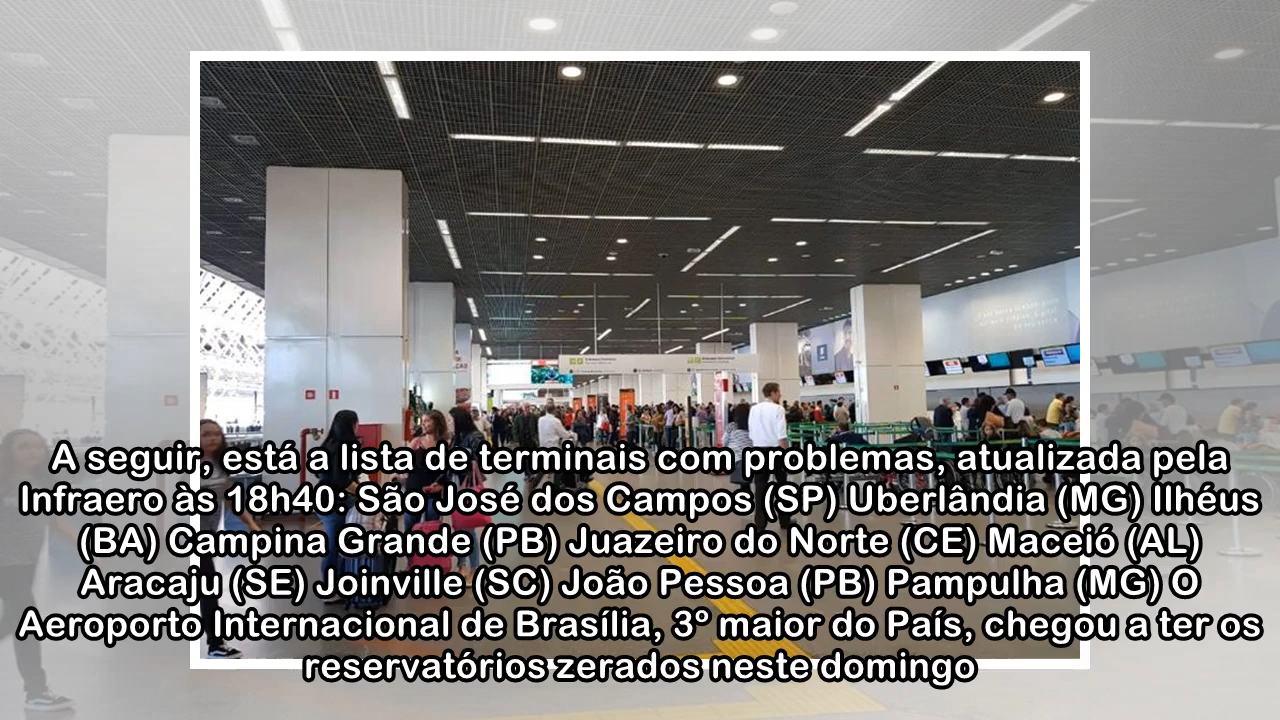 A seguir, está a lista de terminais com problemas, atualizada pela
Infraero às 18h40: São José dos Campos (SP) Uberlândia (MG) Ilhéus
(BA) Campina Grande (PB) Juazeiro do Norte (CE) Maceió (AL)
Aracaju (SE) Joinville (SC) João Pessoa (PB) Pampulha (MG) O
Aeroporto Internacional de Brasília, 3º maior do País, chegou a ter os
reservatórios zerados neste domingo